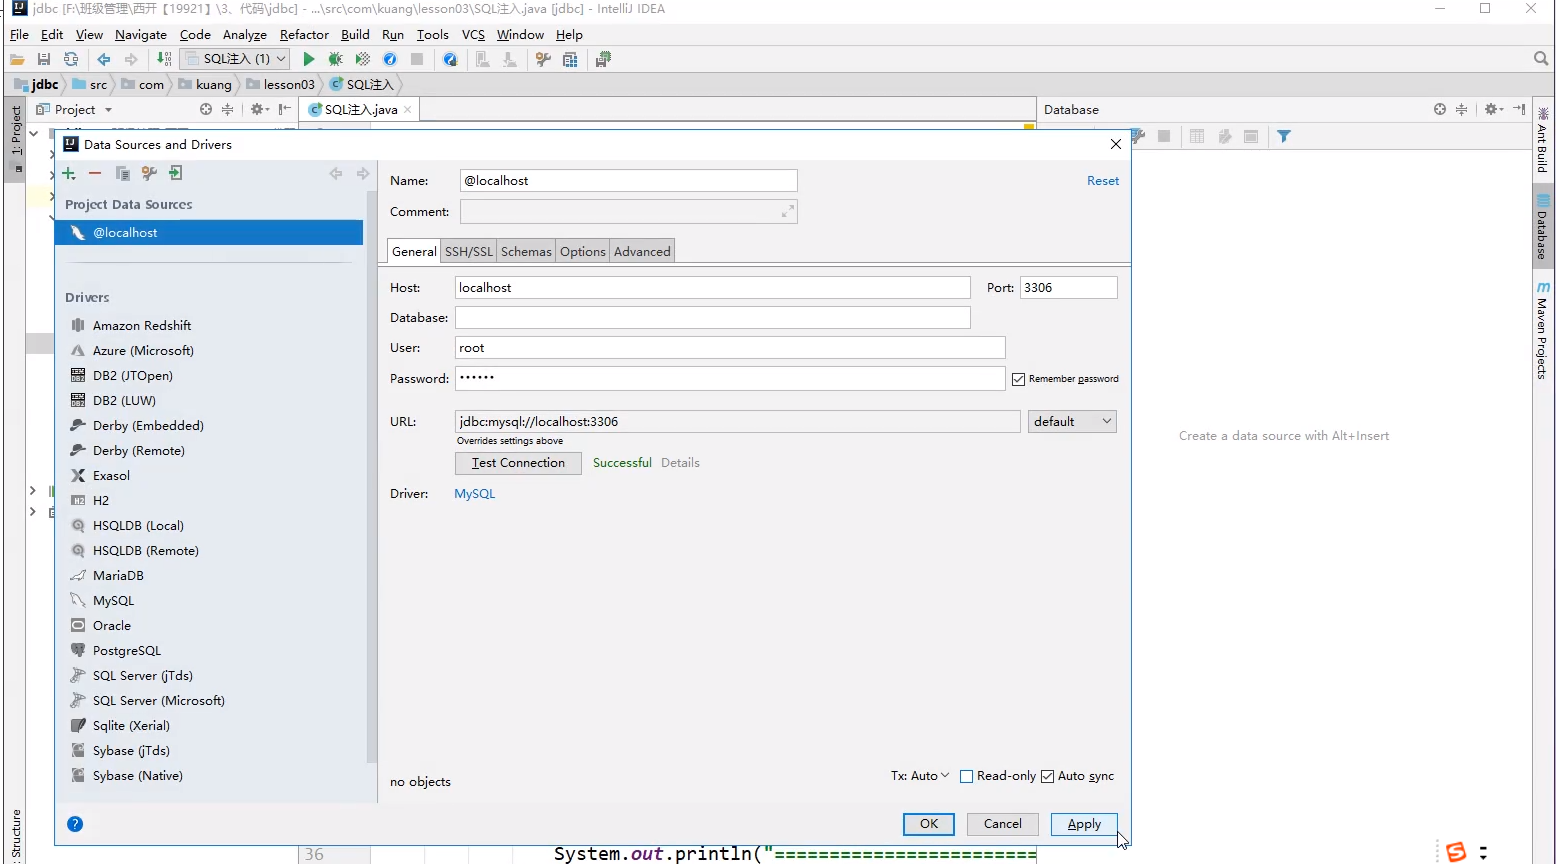 jdbc [F:\班级管理\西开【19921】\3、代码\jdbc] - ...\src\com\kuang\lesson03\SQL注入.java [jdbc] - IntelliJ IDEA
File Edit View Navigate Code Analyze Refactor Build Run Tools VCS Window Help
SQL注入 (1)
jdbc src com kuang lesson03 SQL注入
1: Project
Project
SQL注入.java
Database
Ant Build
Database
Maven Projects
Data Sources and Drivers
Project Data Sources
@localhost
Drivers
Amazon Redshift
Azure (Microsoft)
DB2 (JTOpen)
DB2 (LUW)
Derby (Embedded)
Derby (Remote)
Exasol
H2
HSQLDB (Local)
HSQLDB (Remote)
MariaDB
MySQL
Oracle
PostgreSQL
SQL Server (jTds)
SQL Server (Microsoft)
Sqlite (Xerial)
Sybase (jTds)
Sybase (Native)
Name: @localhost
Reset
Comment:
General SSH/SSL Schemas Options Advanced
Host: localhost Port: 3306
Database:
User: root
Password: •••••• Remember password
URL: jdbc:mysql://localhost:3306 default
Overrides settings above
Test Connection Successful Details
Driver: MySQL
no objects
Tx: Auto Read-only Auto sync
OK Cancel Apply
Create a data source with Alt+Insert
Structure
36 System.out.println("========================